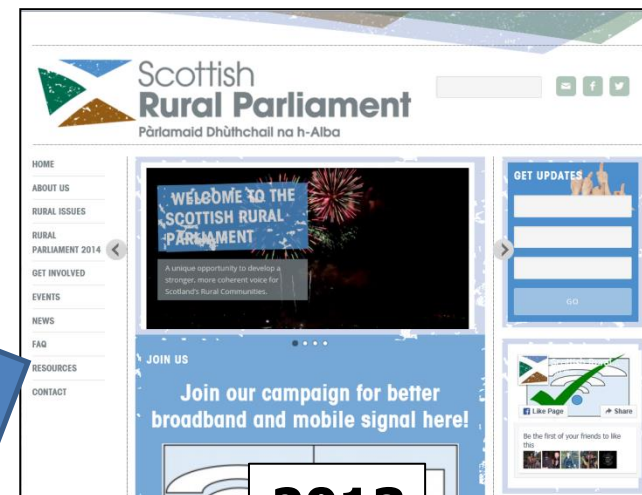 Scottish
Rural Parliament
Pàrlamaid Dhùthchail na h-Alba
HOME
ABOUT US
RURAL ISSUES
RURAL
PARLIAMENT 2014
GET INVOLVED
EVENTS
NEWS
FAQ
RESOURCES
CONTACT
WELCOME TO THE
SCOTTISH RURAL
PARLIAMENT
A unique opportunity to develop a
stronger, more coherent voice for
Scotland's Rural Communities.
JOIN US
Join our campaign for better
broadband and mobile signal here!
GET UPDATES
GO
Like Page
Share
Be the first of your friends to like
this